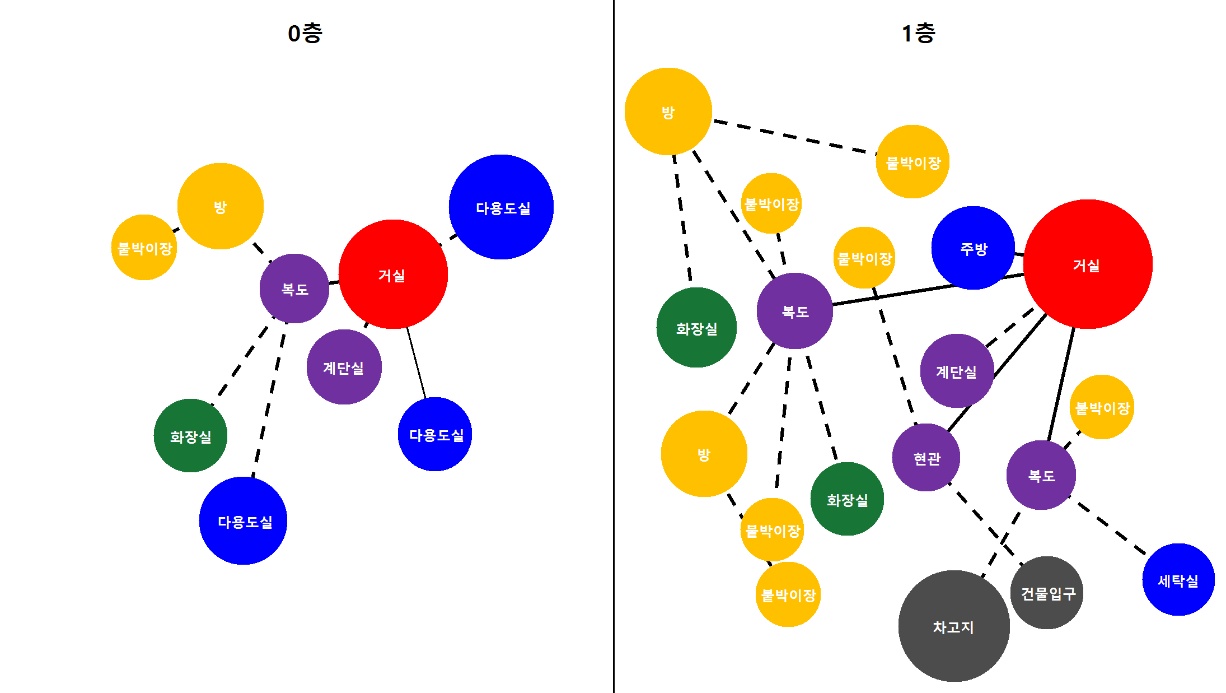 0층
다용도실
방
붙박이장
거실
복도
계단실
화장실
다용도실
다용도실
1층
방
붙박이장
붙박이장
주방
붙박이장
거실
복도
화장실
계단실
붙박이장
방
현관
복도
화장실
붙박이장
세탁실
건물입구
붙박이장
차고지